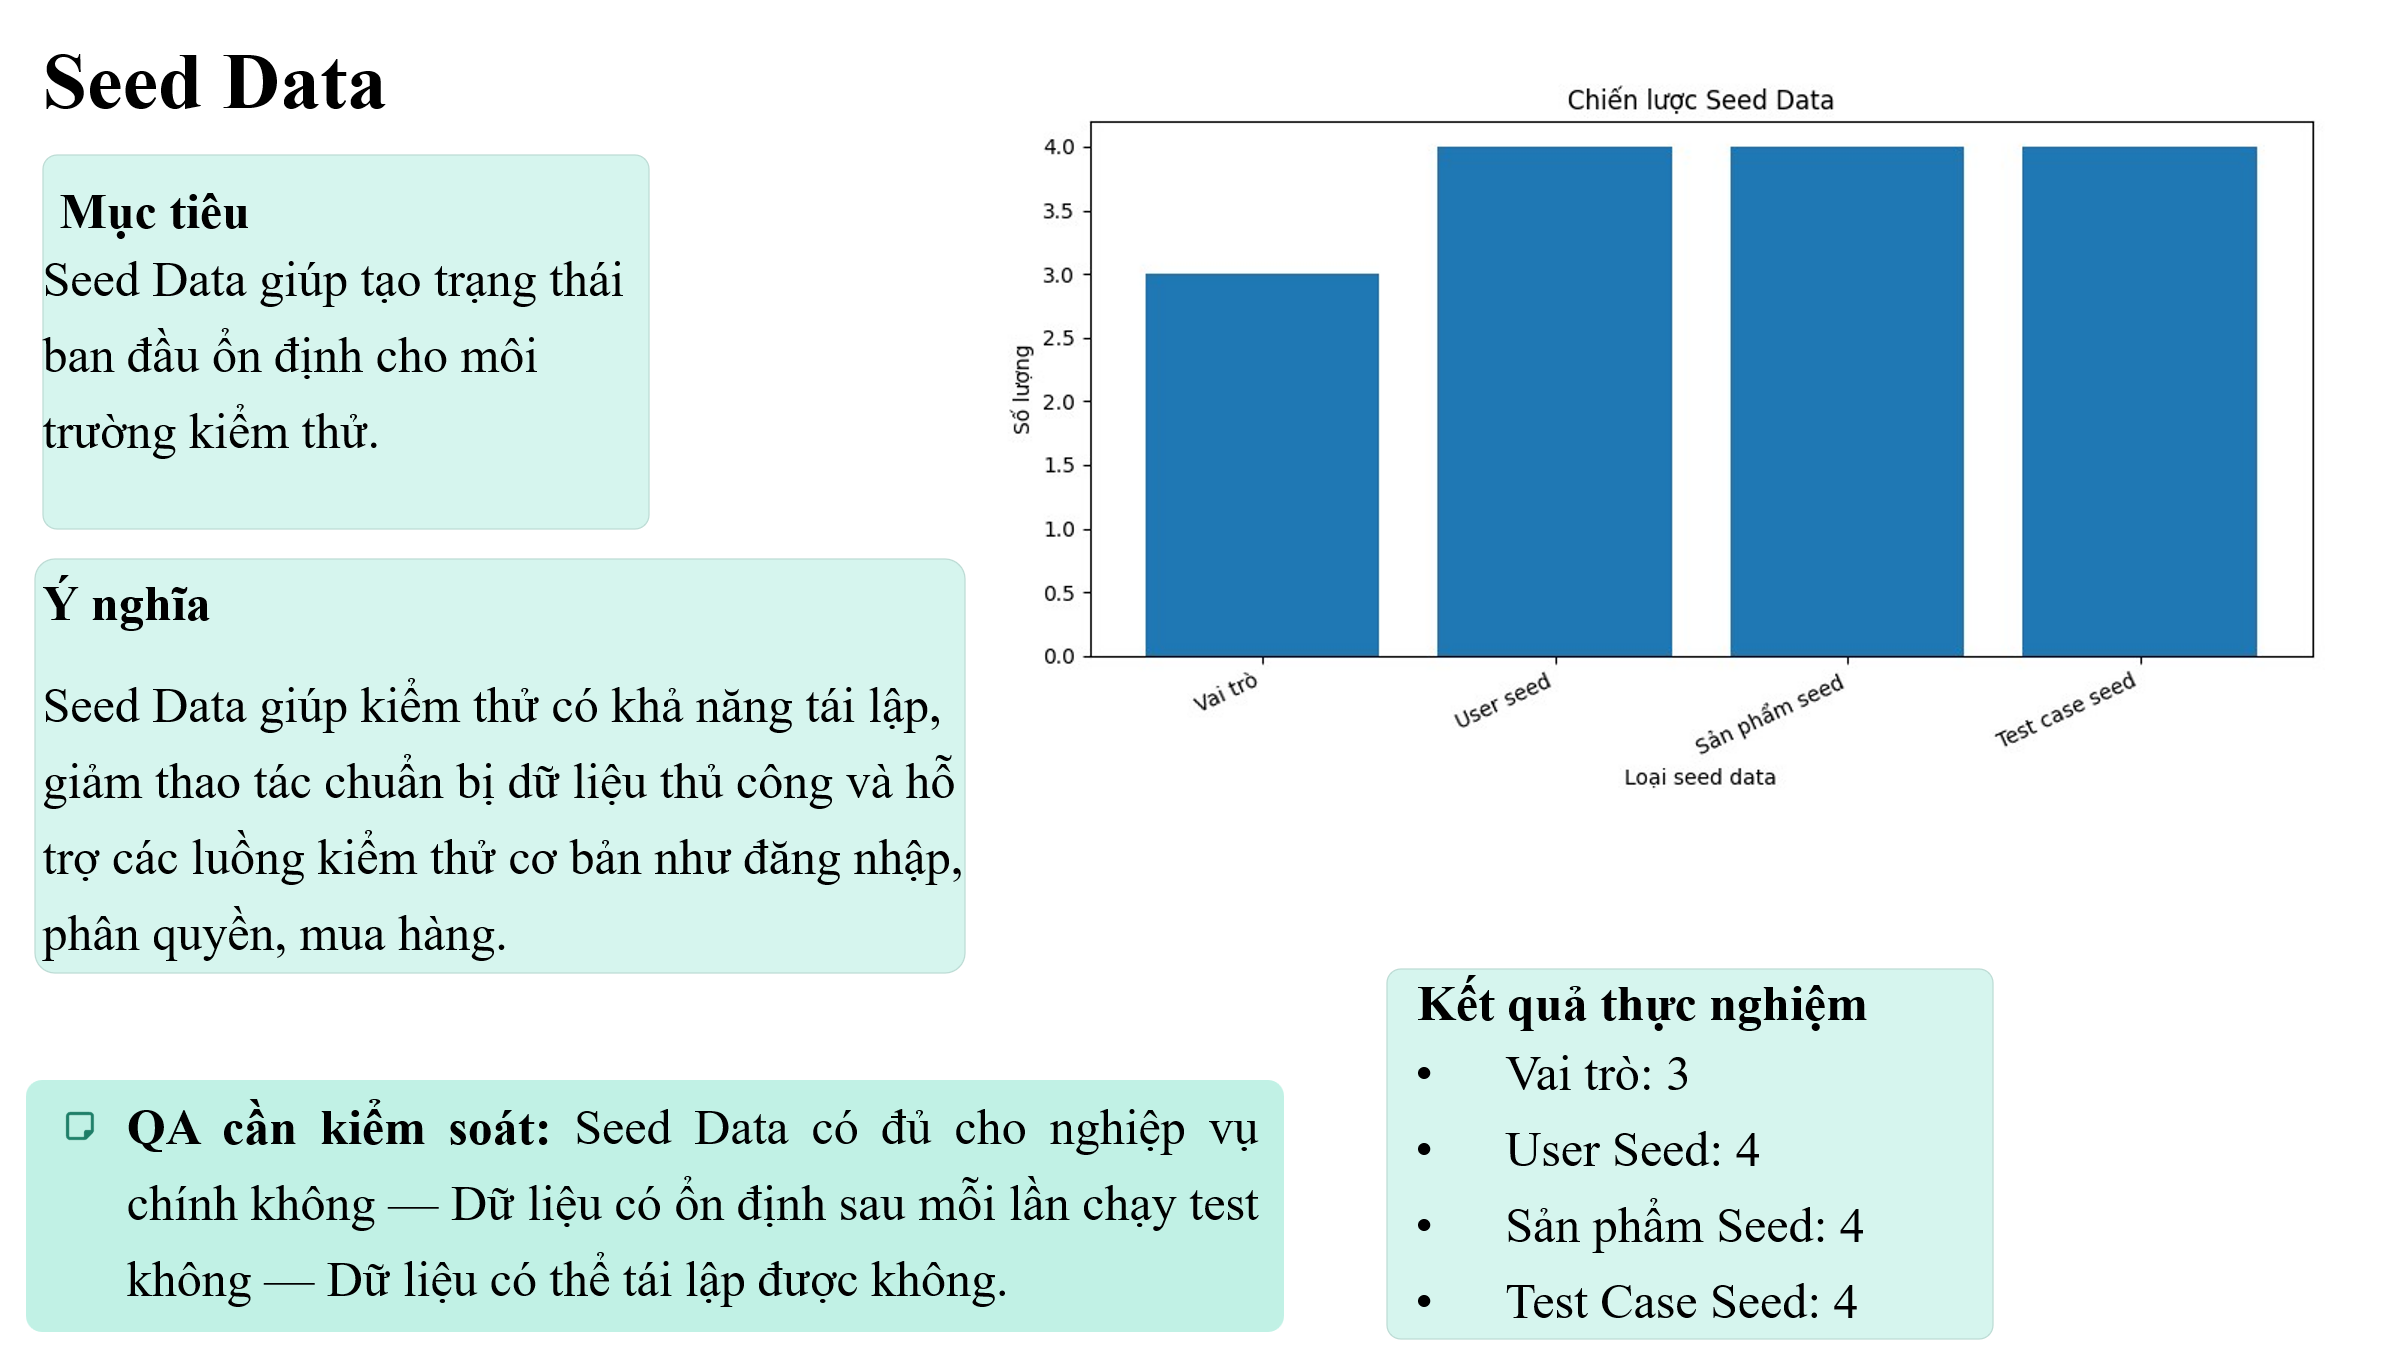 Seed Data
Mục tiêu
Seed Data giúp tạo trạng thái
ban đầu ổn định cho môi
trường kiểm thử.
Ý nghĩa
Seed Data giúp kiểm thử có khả năng tái lập,
giảm thao tác chuẩn bị dữ liệu thủ công và hỗ
trợ các luồng kiểm thử cơ bản như đăng nhập,
phân quyền, mua hàng.
QA cần kiểm soát: Seed Data có đủ cho nghiệp vụ
chính không — Dữ liệu có ổn định sau mỗi lần chạy test
không — Dữ liệu có thể tái lập được không.
Chiến lược Seed Data
Số lượng
4.0
3.5
3.0
2.5
2.0
1.5
1.0
0.5
0.0
Vai trò
User seed
Sản phẩm seed
Test case seed
Loại seed data
Kết quả thực nghiệm
• Vai trò: 3
• User Seed: 4
• Sản phẩm Seed: 4
• Test Case Seed: 4